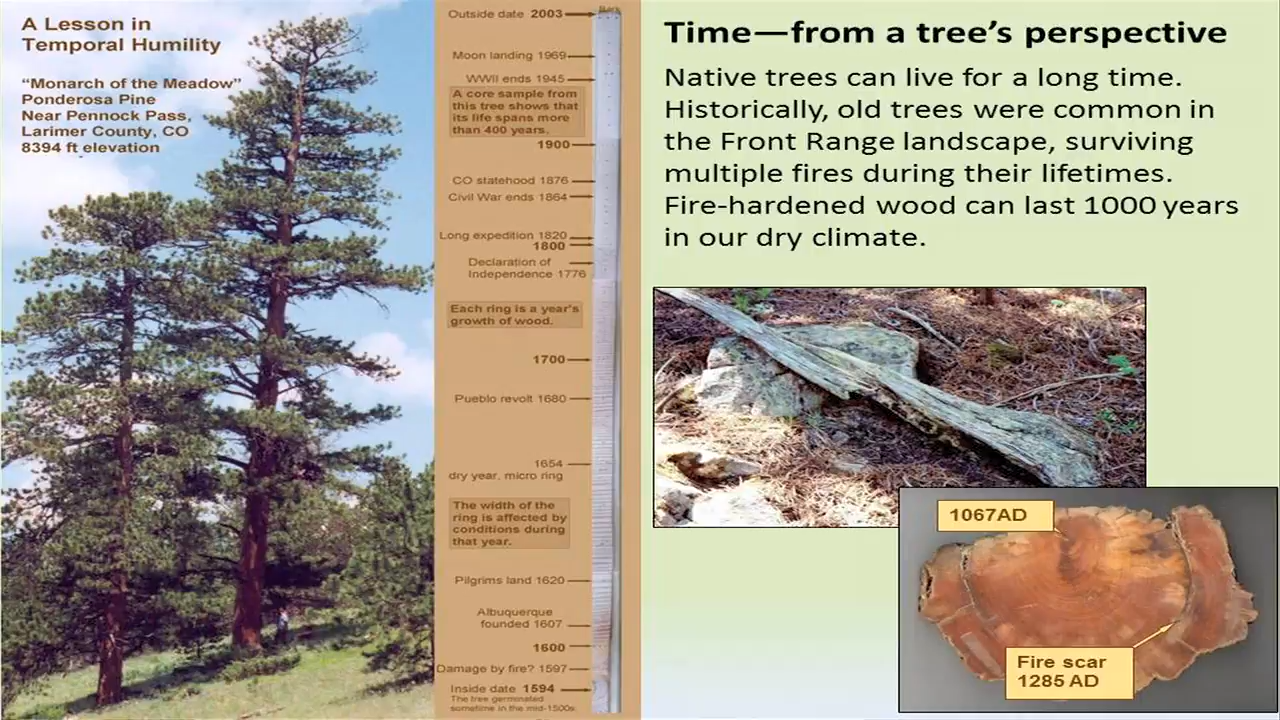 A Lesson in
Temporal Humility
"Monarch of the Meadow"
Ponderosa Pine
Near Pennock Pass,
Larimer County, CO
8394 ft elevation
Bark
Outside date 2003
Moon landing 1969
WWII ends 1945
A core sample from
this tree shows that
its life spans more
than 400 years.
1900
CO statehood 1876
Civil War ends 1864
Long expedition 1820
1800
Declaration of
Independence 1776
Each ring is a year's
growth of wood.
1700
Pueblo revolt 1680
1654
dry year, micro ring
The width of the
ring is affected by
conditions during
that year.
Pilgrims land 1620
Albuquerque
founded 1607
1600
Damage by fire? 1597
Inside date 1594
The tree germinated
sometime in the mid-1500s.
Time—from a tree's perspective
Native trees can live for a long time.
Historically, old trees were common in
the Front Range landscape, surviving
multiple fires during their lifetimes.
Fire-hardened wood can last 1000 years
in our dry climate.
1067AD
Fire scar
1285 AD